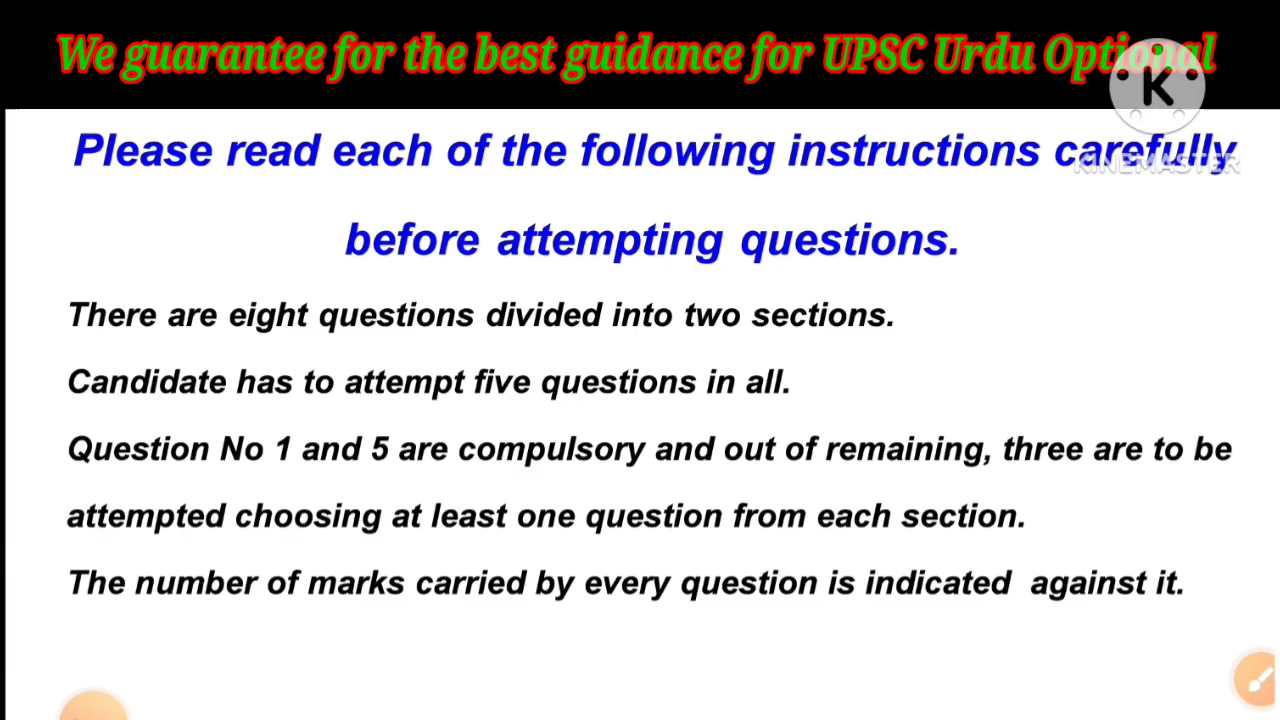 We guarantee for the best guidance for UPSC Urdu Optional
K
KINEMASTER
Please read each of the following instructions carefully
before attempting questions.
There are eight questions divided into two sections.
Candidate has to attempt five questions in all.
Question No 1 and 5 are compulsory and out of remaining, three are to be
attempted choosing at least one question from each section.
The number of marks carried by every question is indicated against it.